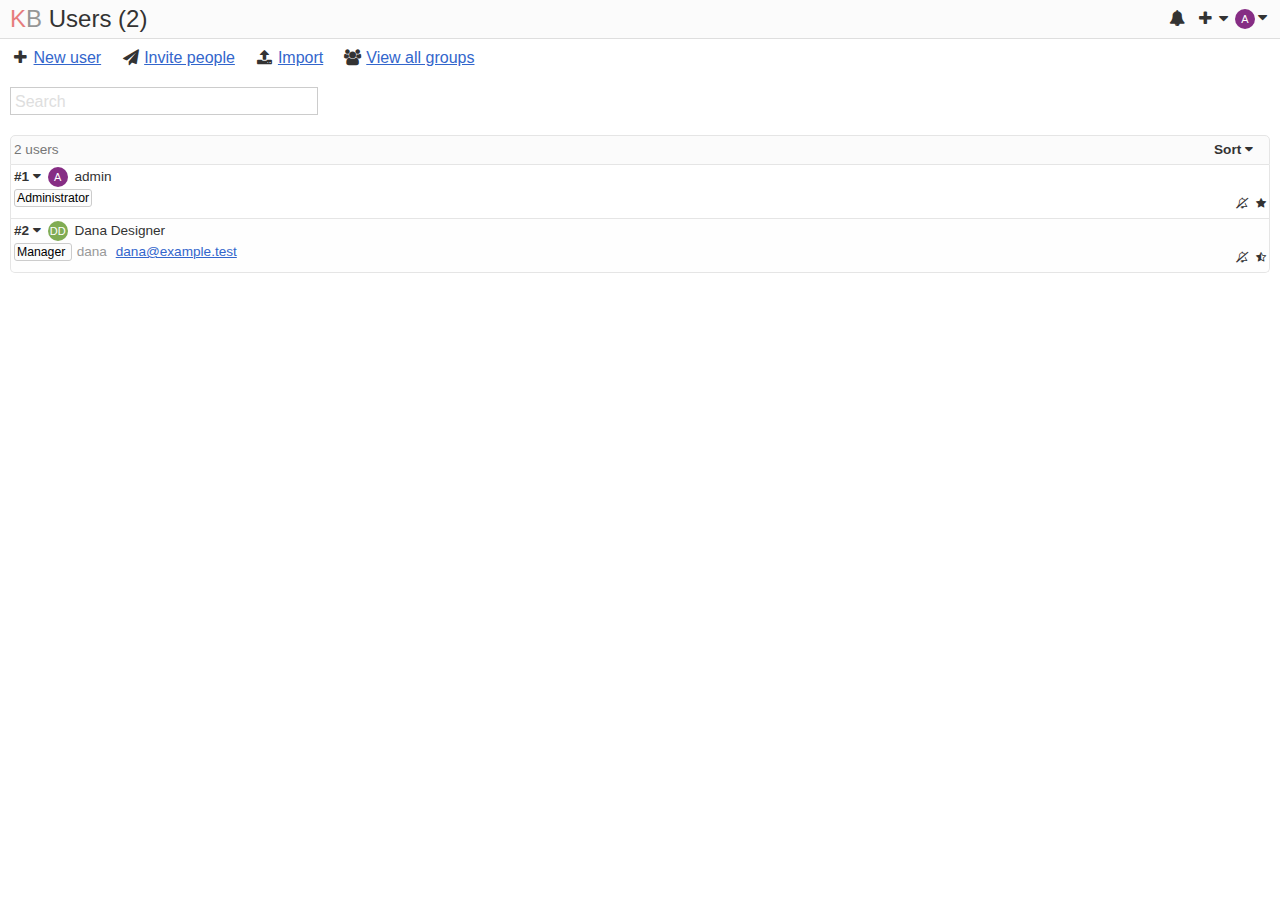 KB Users (2)
A
New user Invite people Import View all groups
Search
2 users Sort
#1 A admin
Administrator
#2 DD Dana Designer
Manager dana dana@example.test